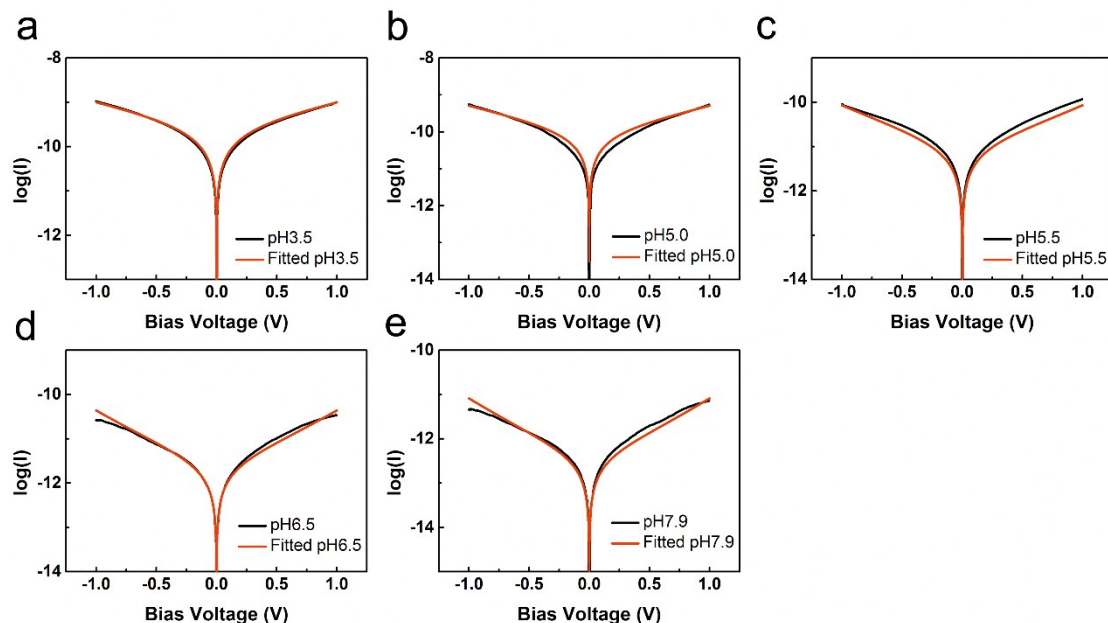 a
-8
-10
-12
log(I)
pH3.5
Fitted pH3.5
-1.0 -0.5 0.0 0.5 1.0
Bias Voltage (V)
b
-8
-10
-12
-14
log(I)
pH5.0
Fitted pH5.0
-1.0 -0.5 0.0 0.5 1.0
Bias Voltage (V)
c
-10
-12
-14
log(I)
pH5.5
Fitted pH5.5
-1.0 -0.5 0.0 0.5 1.0
Bias Voltage (V)
d
-10
-12
-14
log(I)
pH6.5
Fitted pH6.5
-1.0 -0.5 0.0 0.5 1.0
Bias Voltage (V)
e
-10
-12
-14
log(I)
pH7.9
Fitted pH7.9
-1.0 -0.5 0.0 0.5 1.0
Bias Voltage (V)